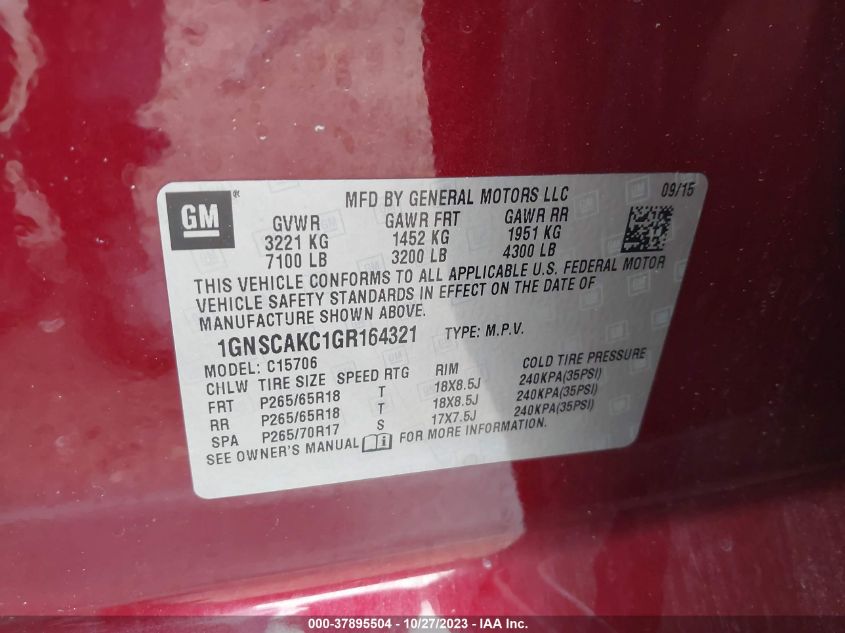 GM®
MFD BY GENERAL MOTORS LLC 09/15
GVWR GAWR FRT GAWR RR
3221 KG 1452 KG 1951 KG
7100 LB 3200 LB 4300 LB
THIS VEHICLE CONFORMS TO ALL APPLICABLE U.S. FEDERAL MOTOR
VEHICLE SAFETY STANDARDS IN EFFECT ON THE DATE OF
MANUFACTURE SHOWN ABOVE.
1GNSCAKC1GR164321 TYPE: M.P.V.
MODEL: C15706
CHLW TIRE SIZE SPEED RTG RIM COLD TIRE PRESSURE
FRT P265/65R18 T 18X8.5J 240KPA(35PSI)
RR P265/65R18 T 18X8.5J 240KPA(35PSI)
SPA P265/70R17 S 17X7.5J 240KPA(35PSI)
SEE OWNER'S MANUAL FOR MORE INFORMATION.
000-37895504 | 10/27/2023 | IAA Inc.